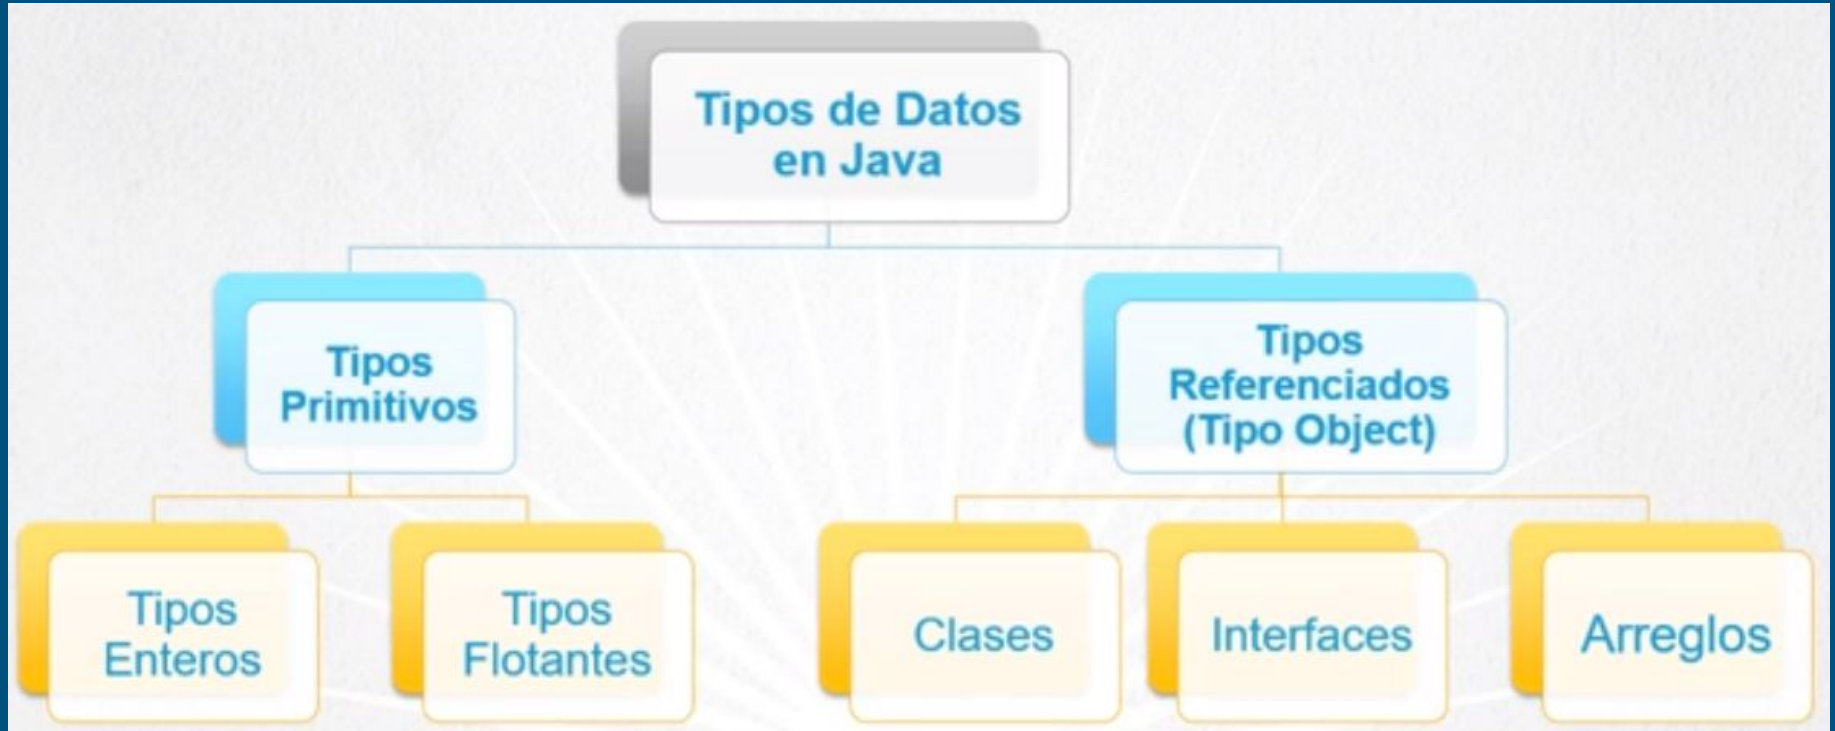 Tipos de Datos
en Java
Tipos
Primitivos
Tipos
Referenciados
(Tipo Object)
Tipos
Enteros
Tipos
Flotantes
Clases
Interfaces
Arreglos